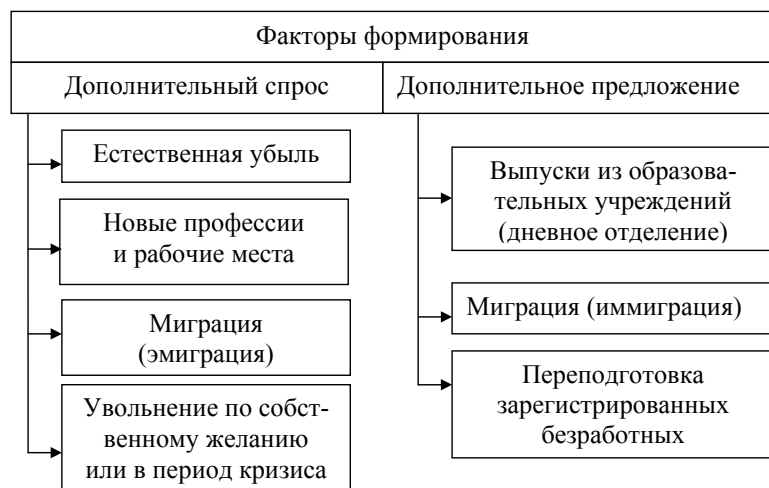 Факторы формирования
Дополнительный спрос
Дополнительное предложение
Естественная убыль
Новые профессии
и рабочие места
Миграция
(эмиграция)
Увольнение по собст-
венному желанию
или в период кризиса
Выпуски из образова-
тельных учреждений
(дневное отделение)
Миграция (иммиграция)
Переподготовка
зарегистрированных
безработных